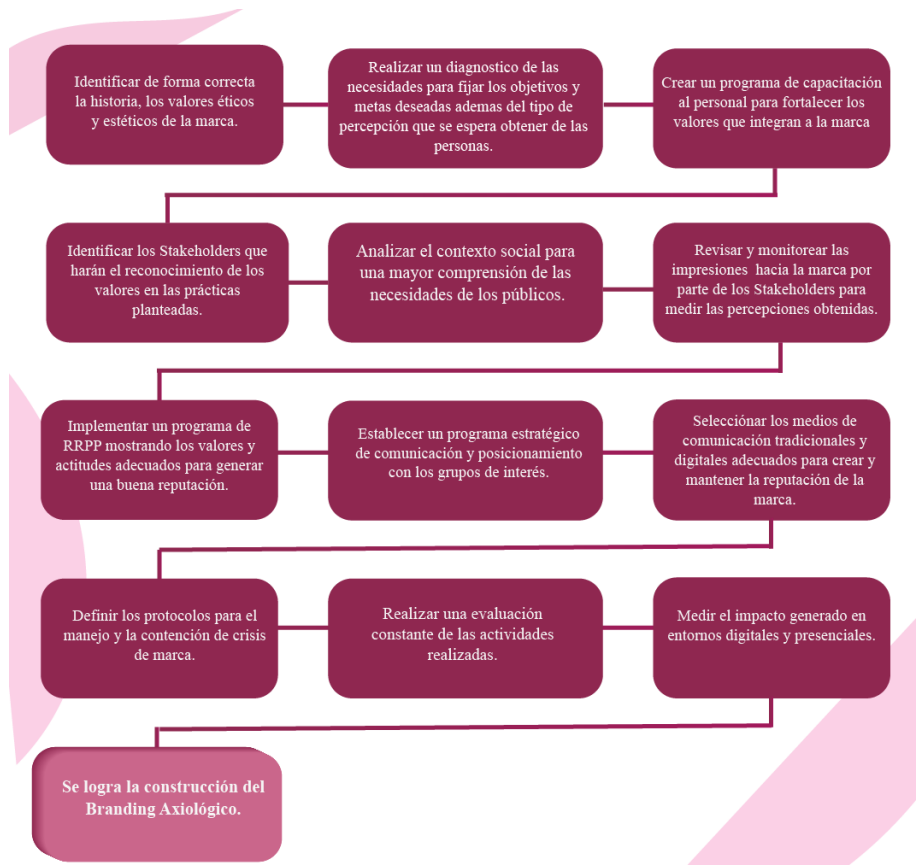 Identificar de forma correcta
la historia, los valores éticos
y estéticos de la marca.
Realizar un diagnostico de las
necesidades para fijar los objetivos y
metas deseadas ademas del tipo de
percepción que se espera obtener de las
personas.
Crear un programa de capacitación
al personal para fortalecer los
valores que integran a la marca
Identificar los Stakeholders que
harán el reconocimiento de los
valores en las prácticas
planteadas.
Analizar el contexto social para
una mayor comprensión de las
necesidades de los públicos.
Revisar y monitorear las
impresiones hacia la marca por
parte de los Stakeholders para
medir las percepciones obtenidas.
Implementar un programa de
RRPP mostrando los valores y
actitudes adecuados para generar
una buena reputación.
Establecer un programa estratégico
de comunicación y posicionamiento
con los grupos de interés.
Selecciónar los medios de
comunicación tradicionales y
digitales adecuados para crear y
mantener la reputación de la
marca.
Definir los protocolos para el
manejo y la contención de crisis
de marca.
Realizar una evaluación
constante de las actividades
realizadas.
Medir el impacto generado en
entornos digitales y presenciales.
Se logra la construcción del
Branding Axiológico.